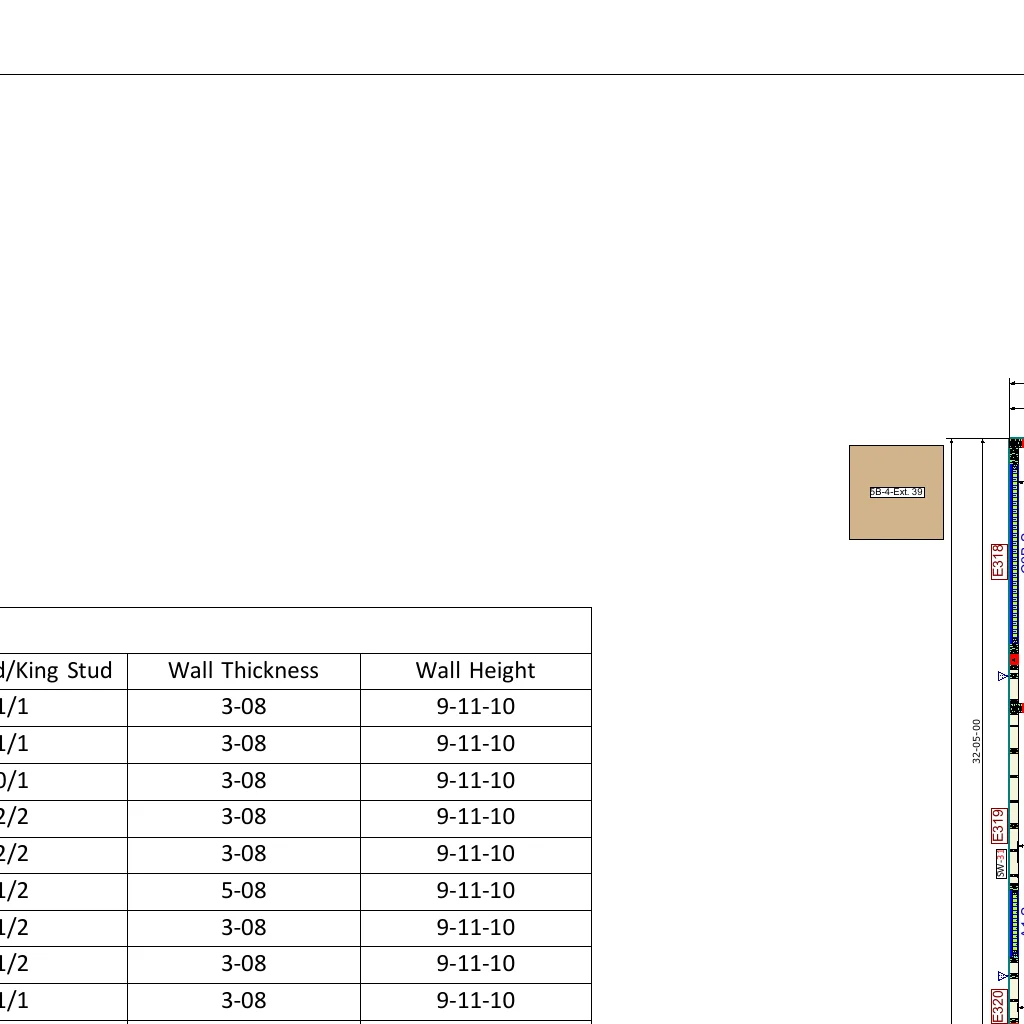 5B-4-Ext. 39
E318
32-05-00
E319
SW-31
E320
d/King Stud Wall Thickness Wall Height
1/1 3-08 9-11-10
1/1 3-08 9-11-10
0/1 3-08 9-11-10
2/2 3-08 9-11-10
2/2 3-08 9-11-10
1/2 5-08 9-11-10
1/2 3-08 9-11-10
1/2 3-08 9-11-10
1/1 3-08 9-11-10